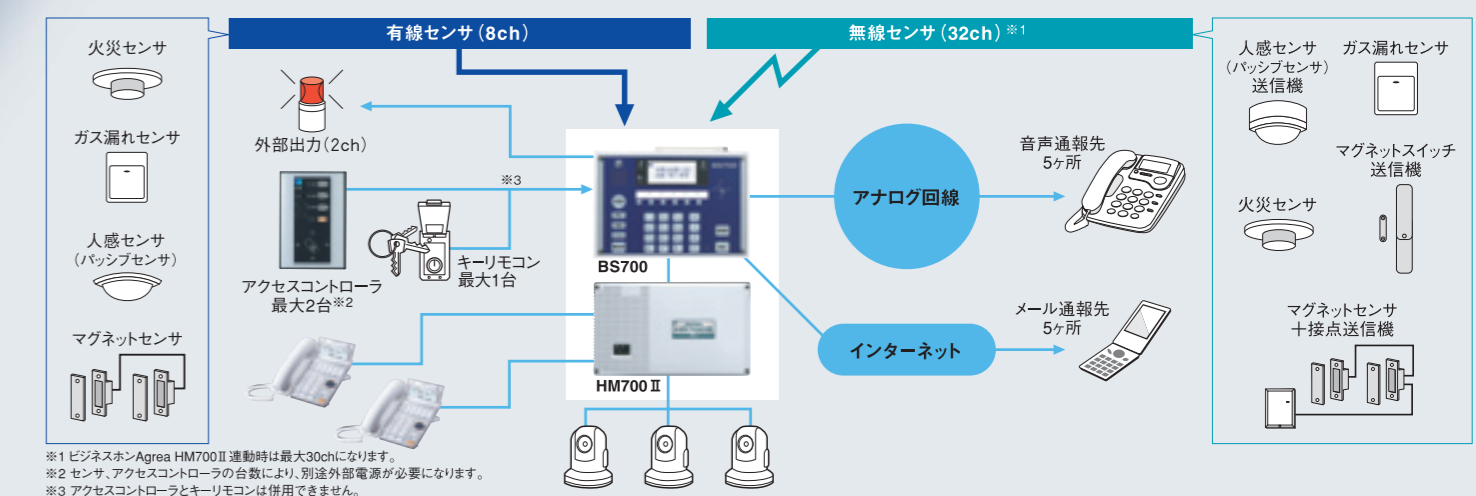 有線センサ（8ch）
無線センサ（32ch）※1
火災センサ
ガス漏れセンサ
人感センサ
（パッシブセンサ）
マグネットセンサ
外部出力（2ch）
※3
アクセスコントローラ
最大2台※2
キーリモコン
最大1台
BS700
HM700Ⅱ
アナログ回線
インターネット
音声通報先
5ヶ所
メール通報先
5ヶ所
人感センサ
（パッシブセンサ）
送信機
ガス漏れセンサ
マグネットスイッチ
送信機
火災センサ
マグネットセンサ
＋接点送信機
※1 ビジネスホンAgrea HM700Ⅱ連動時は最大30chになります。
※2 センサ、アクセスコントローラの台数により、別途外部電源が必要になります。
※3 アクセスコントローラとキーリモコンは併用できません。